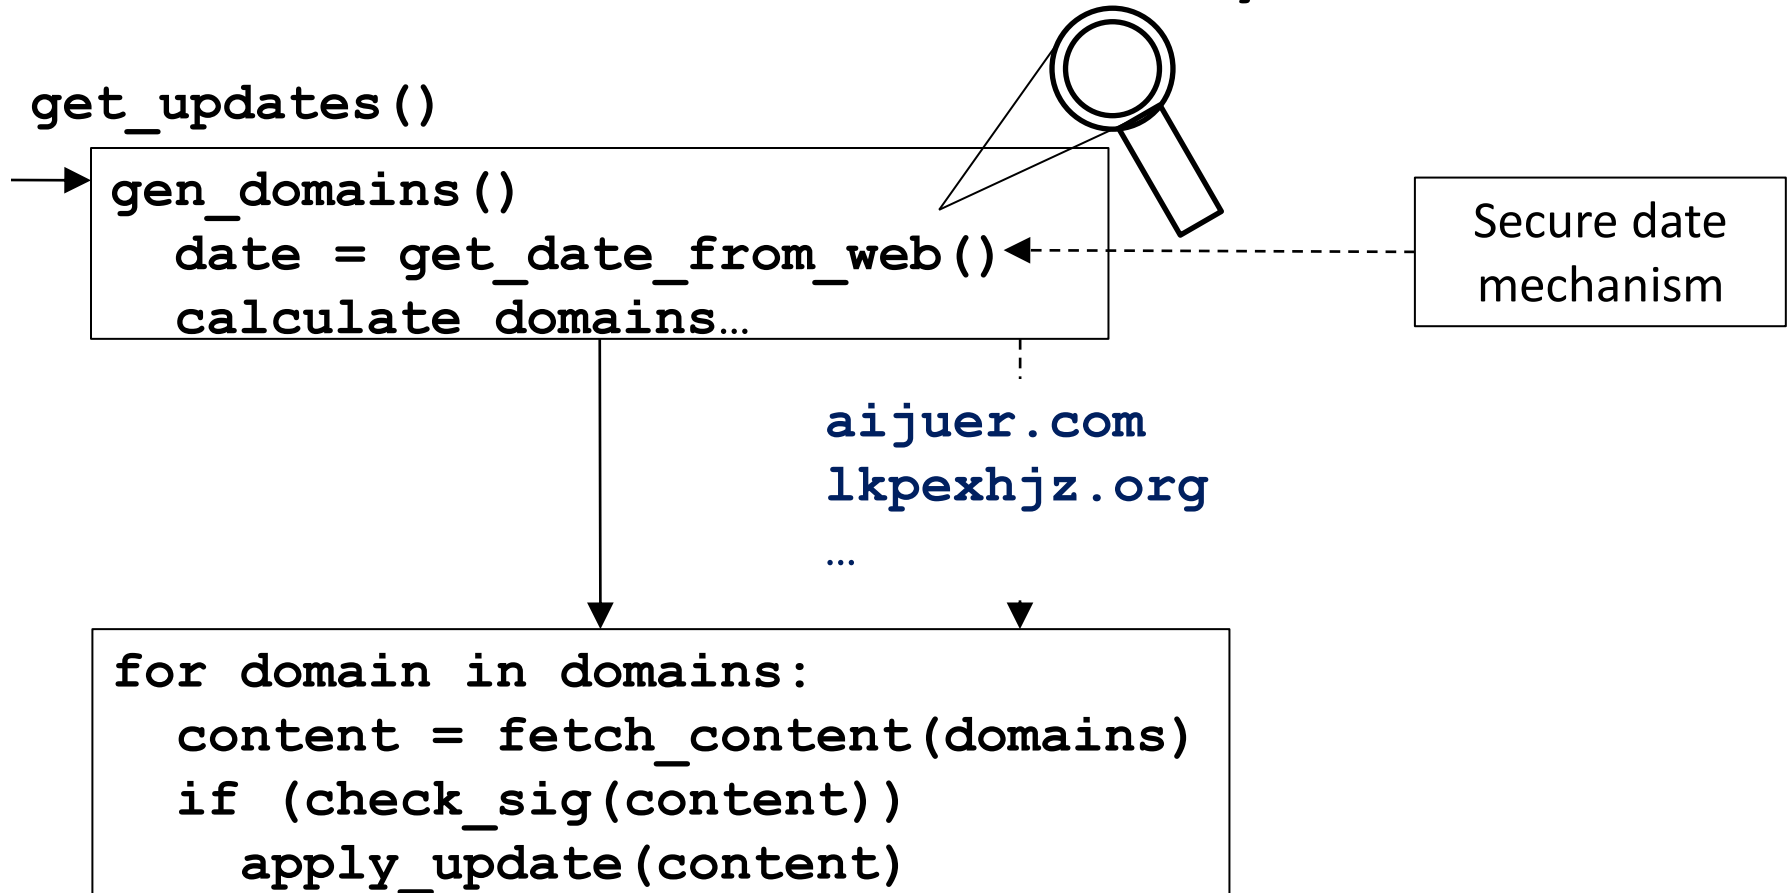 get_updates()
gen_domains()
date = get_date_from_web()
calculate domains…
Secure date
mechanism
aijuer.com
lkpexhjz.org
…
for domain in domains:
content = fetch_content(domains)
if (check_sig(content))
apply_update(content)